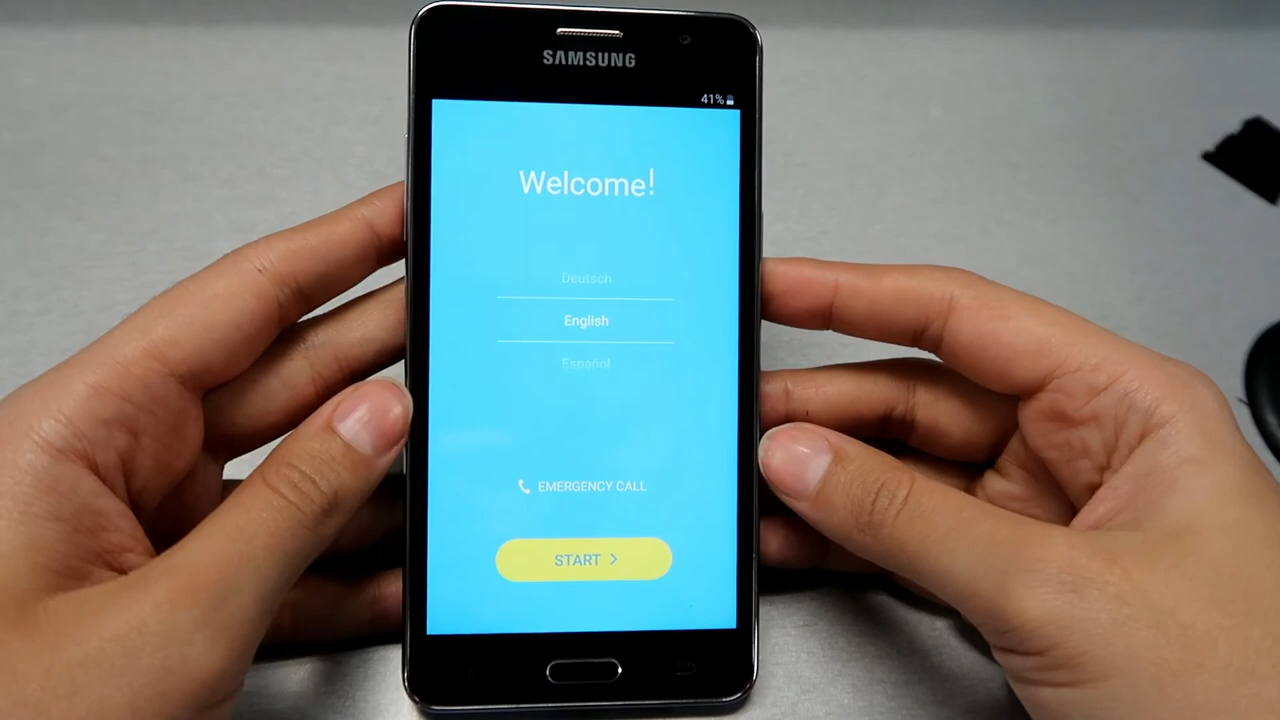 SAMSUNG
41%
Welcome!
Deutsch
English
Español
EMERGENCY CALL
START >